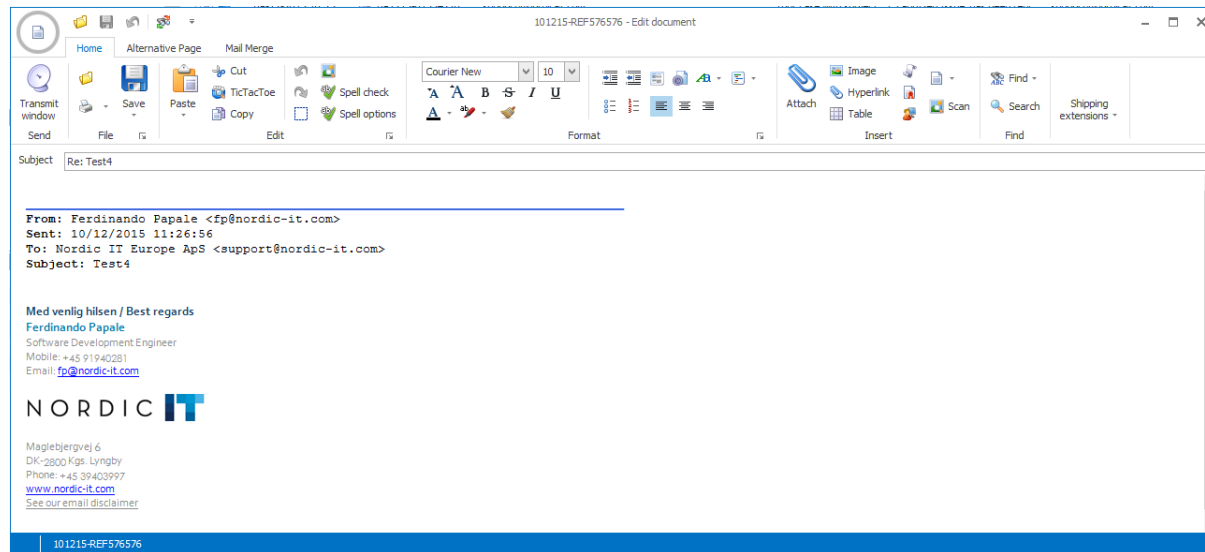 101215-REF576576 - Edit document
Home Alternative Page Mail Merge
Transmit window
Send
Save
File
Paste
Cut
TicTacToe
Copy
Spell check
Spell options
Edit
Courier New 10
A A B S I U
A ab
AB
Format
Attach
Image
Hyperlink
Table
Scan
Insert
ABC Find
Search
Find
Shipping extensions
Subject Re: Test4
From: Ferdinando Papale <fp@nordic-it.com>
Sent: 10/12/2015 11:26:56
To: Nordic IT Europe ApS <support@nordic-it.com>
Subject: Test4
Med venlig hilsen / Best regards
Ferdinando Papale
Software Development Engineer
Mobile: +45 91940281
Email: fp@nordic-it.com
NORDIC IT
Maglebjergvej 6
DK-2800 Kgs. Lyngby
Phone: +45 39403997
www.nordic-it.com
See our email disclaimer
101215-REF576576